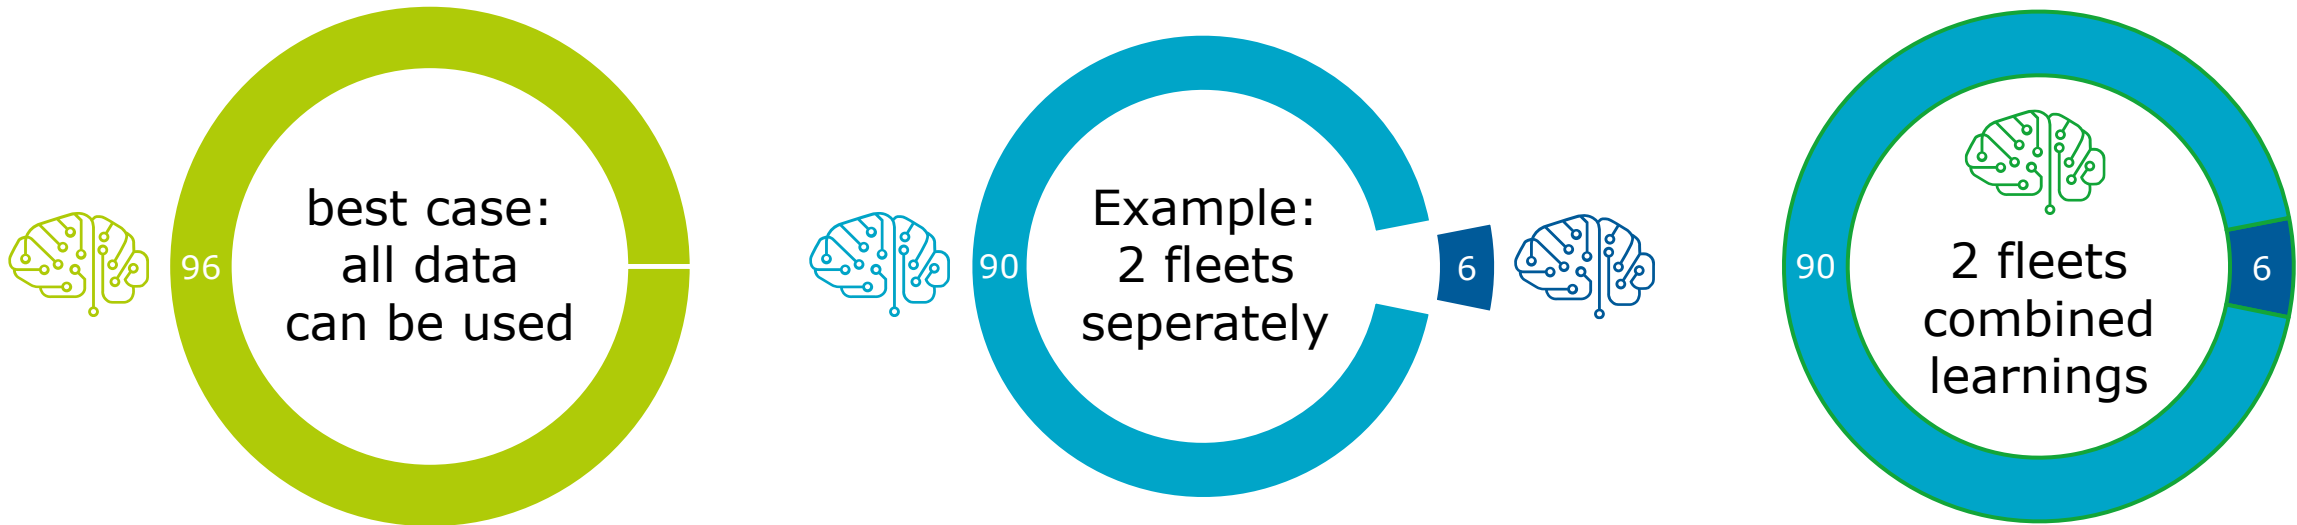 96
best case:
all data
can be used
90
Example:
2 fleets
seperately
6
90
2 fleets
combined
learnings
6